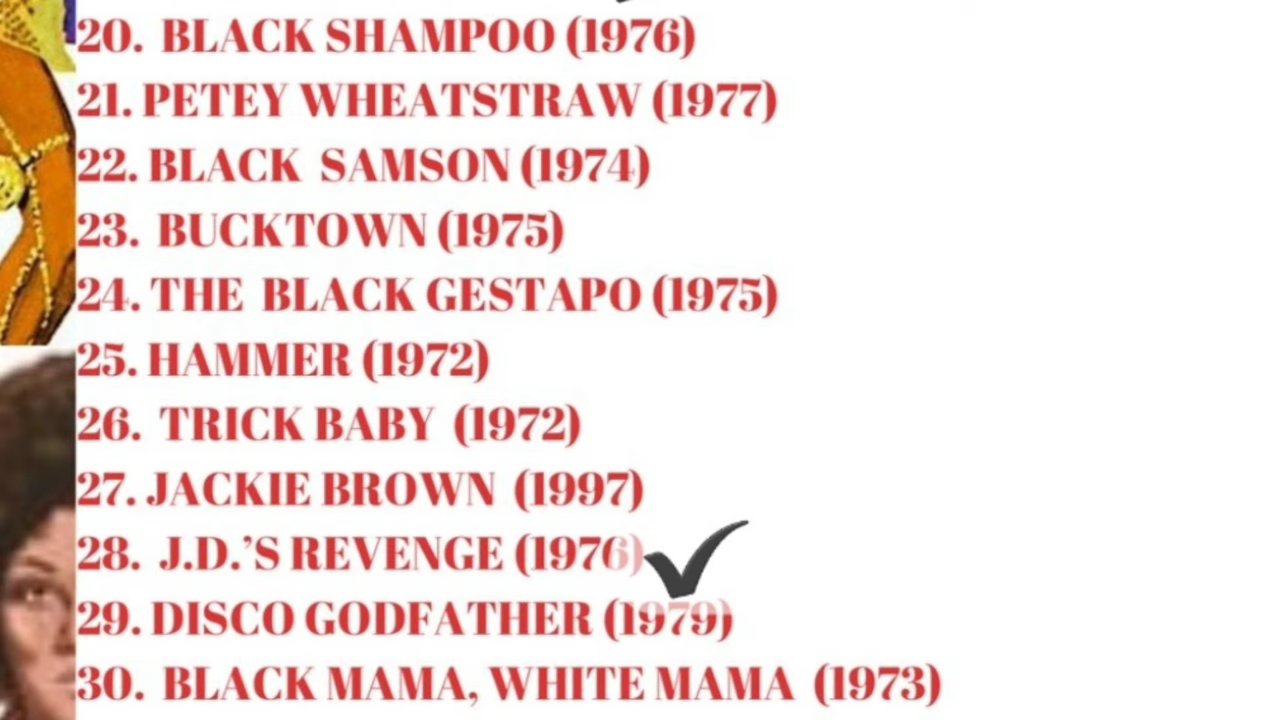 20. BLACK SHAMPOO (1976)
21. PETEY WHEATSTRAW (1977)
22. BLACK SAMSON (1974)
23. BUCKTOWN (1975)
24. THE BLACK GESTAPO (1975)
25. HAMMER (1972)
26. TRICK BABY (1972)
27. JACKIE BROWN (1997)
28. J.D.’S REVENGE (1976)
29. DISCO GODFATHER (1979)
30. BLACK MAMA, WHITE MAMA (1973)